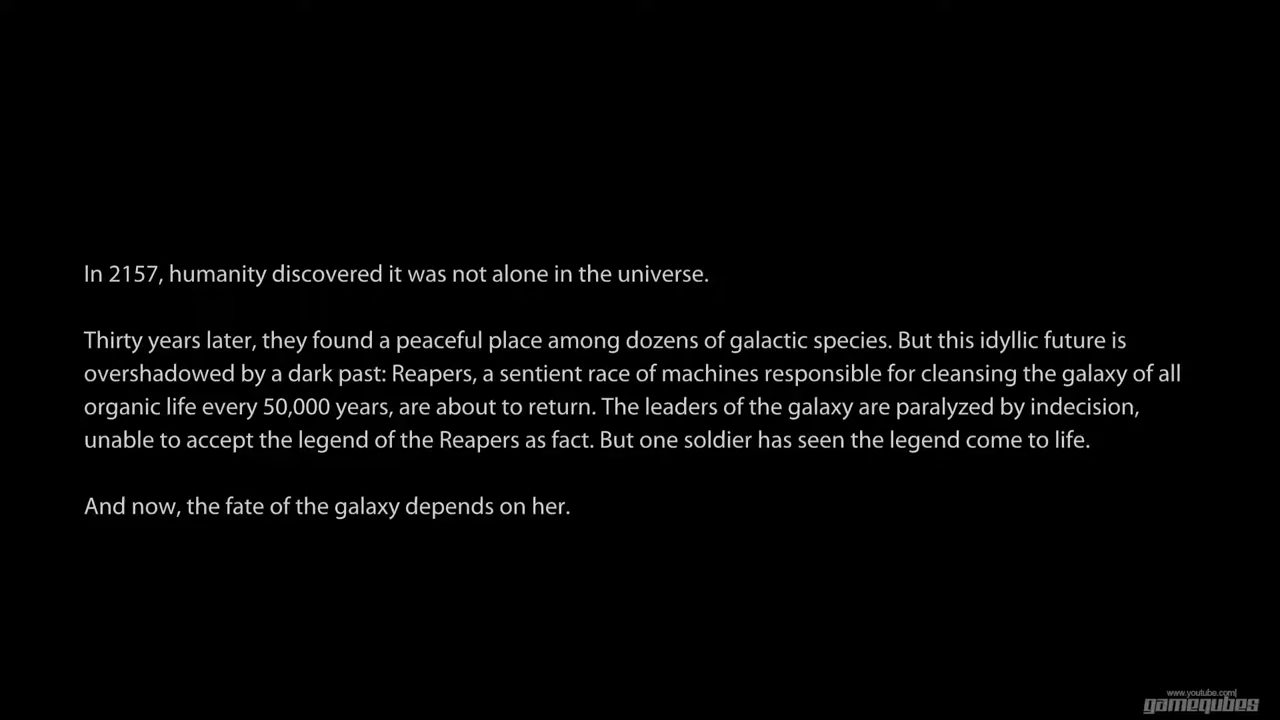 In 2157, humanity discovered it was not alone in the universe.
Thirty years later, they found a peaceful place among dozens of galactic species. But this idyllic future is
overshadowed by a dark past: Reapers, a sentient race of machines responsible for cleansing the galaxy of all
organic life every 50,000 years, are about to return. The leaders of the galaxy are paralyzed by indecision,
unable to accept the legend of the Reapers as fact. But one soldier has seen the legend come to life.
And now, the fate of the galaxy depends on her.
www.youtube.com|
gamequbes